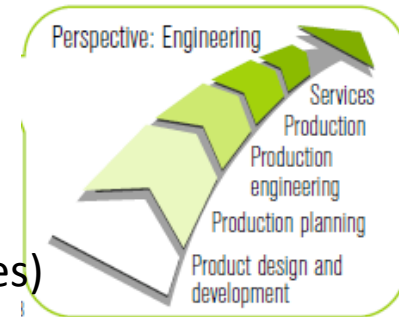 Perspective: Engineering
Services
Production
Production
engineering
Production planning
Product design and
development
es)